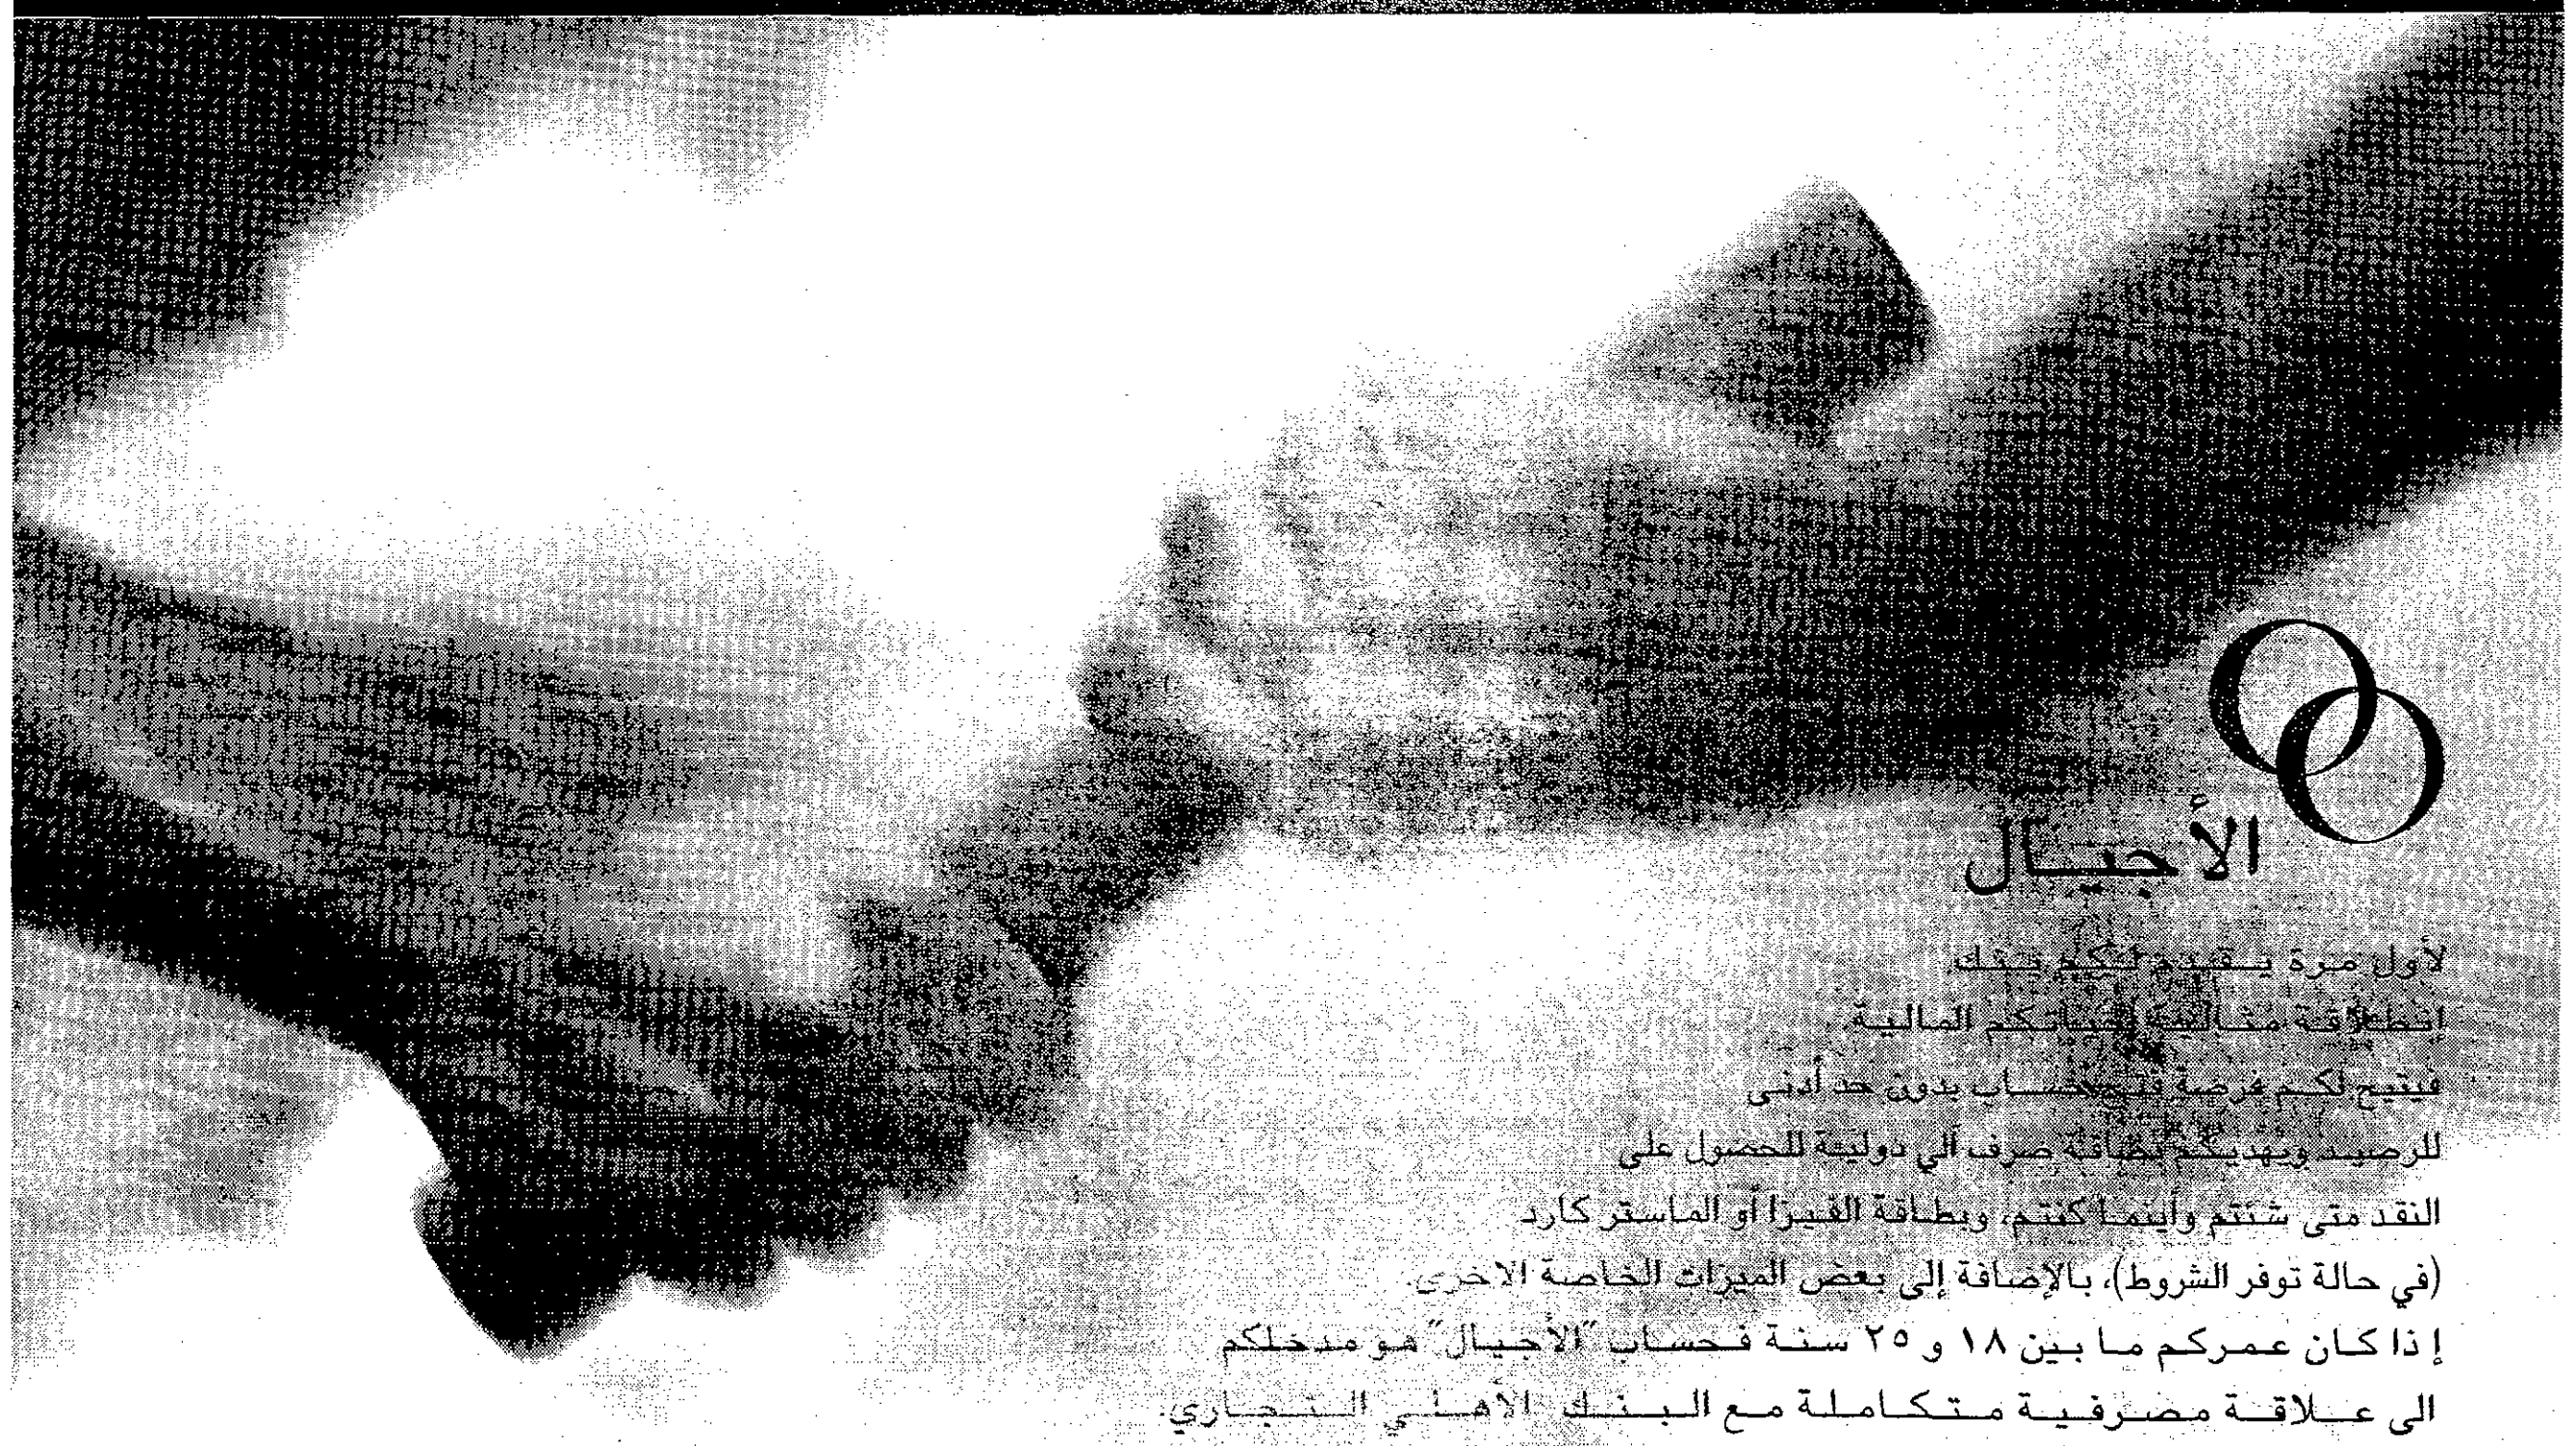 الأجيال
لأول مرة يقدم لكم بنك
انطلاقة مثالية لحياتكم المالية.
فيتيح لكم فرصة فتح حساب بدون حد أدنى
للرصيد ويهديكم بطاقة صرف آلي دولية للحصول على
النقد متى شئتم وأينما كنتم، وبطاقة الفيزا أو الماستر كارد
(في حالة توفر الشروط)، بالإضافة إلى بعض الميزات الخاصة الاخرى.
إذا كان عمركم ما بين ١٨ و ٢٥ سنة فحساب "الأجيال" هو مدخلكم
الى علاقة مصرفية متكاملة مع البنك الأهلي التجاري.